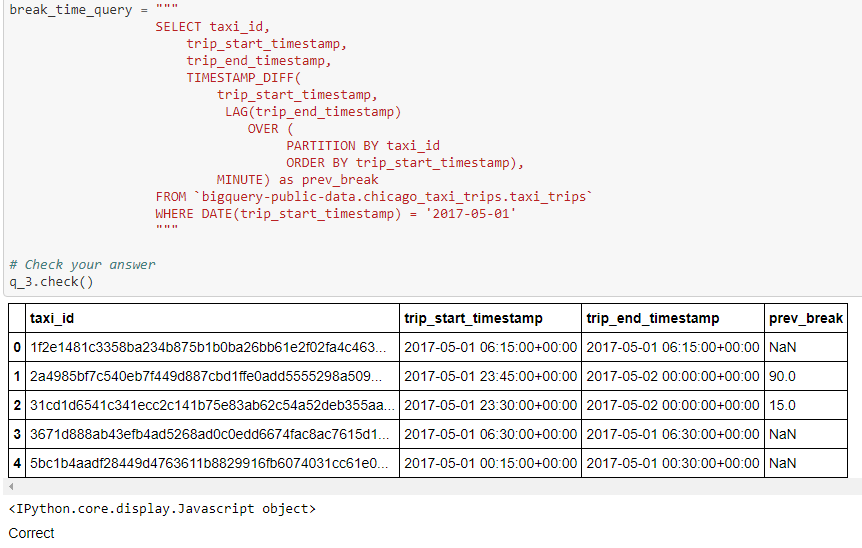 break_time_query = """
SELECT taxi_id,
trip_start_timestamp,
trip_end_timestamp,
TIMESTAMP_DIFF(
trip_start_timestamp,
LAG(trip_end_timestamp)
OVER (
PARTITION BY taxi_id
ORDER BY trip_start_timestamp),
MINUTE) as prev_break
FROM `bigquery-public-data.chicago_taxi_trips.taxi_trips`
WHERE DATE(trip_start_timestamp) = '2017-05-01'
"""
# Check your answer
q_3.check()
taxi_id trip_start_timestamp trip_end_timestamp prev_break
0 1f2e1481c3358ba234b875b1b0ba26bb61e2f02fa4c463... 2017-05-01 06:15:00+00:00 2017-05-01 06:15:00+00:00 NaN
1 2a4985bf7c540eb7f449d887cbd1ffe0add5555298a509... 2017-05-01 23:45:00+00:00 2017-05-02 00:00:00+00:00 90.0
2 31cd1d6541c341ecc2c141b75e83ab62c54a52deb355aa... 2017-05-01 23:30:00+00:00 2017-05-02 00:00:00+00:00 15.0
3 3671d888ab43efb4ad5268ad0c0edd6674fac8ac7615d1... 2017-05-01 06:30:00+00:00 2017-05-01 06:30:00+00:00 NaN
4 5bc1b4aadf28449d4763611b8829916fb6074031cc61e0... 2017-05-01 00:15:00+00:00 2017-05-01 00:30:00+00:00 NaN
<IPython.core.display.Javascript object>
Correct